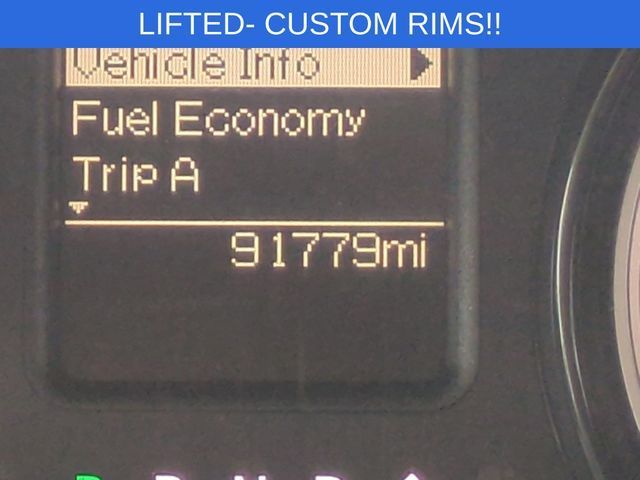 LIFTED- CUSTOM RIMS!!
Vehicle Info
Fuel Economy
Trip A
91779mi